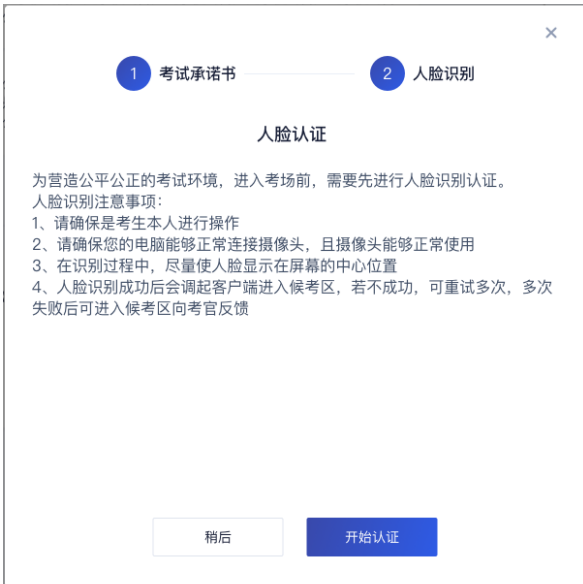 1 考试承诺书 2 人脸识别
人脸认证
为营造公平公正的考试环境，进入考场前，需要先进行人脸识别认证。
人脸识别注意事项：
1、请确保是考生本人进行操作
2、请确保您的电脑能够正常连接摄像头，且摄像头能够正常使用
3、在识别过程中，尽量使人脸显示在屏幕的中心位置
4、人脸识别成功后会调起客户端进入候考区，若不成功，可重试多次，多次
失败后可进入候考区向考官反馈
稍后 开始认证